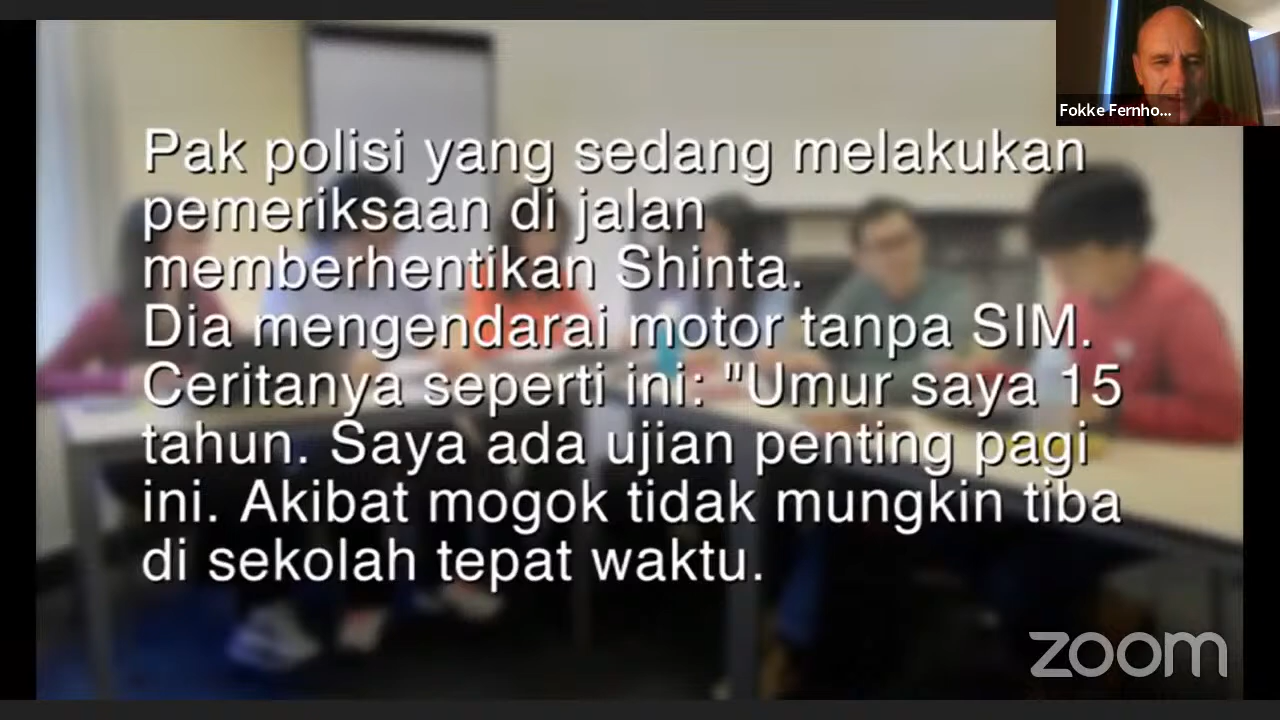 Fokke Fernho...
Pak polisi yang sedang melakukan
pemeriksaan di jalan
memberhentikan Shinta.
Dia mengendarai motor tanpa SIM.
Ceritanya seperti ini: "Umur saya 15
tahun. Saya ada ujian penting pagi
ini. Akibat mogok tidak mungkin tiba
di sekolah tepat waktu.
zoom